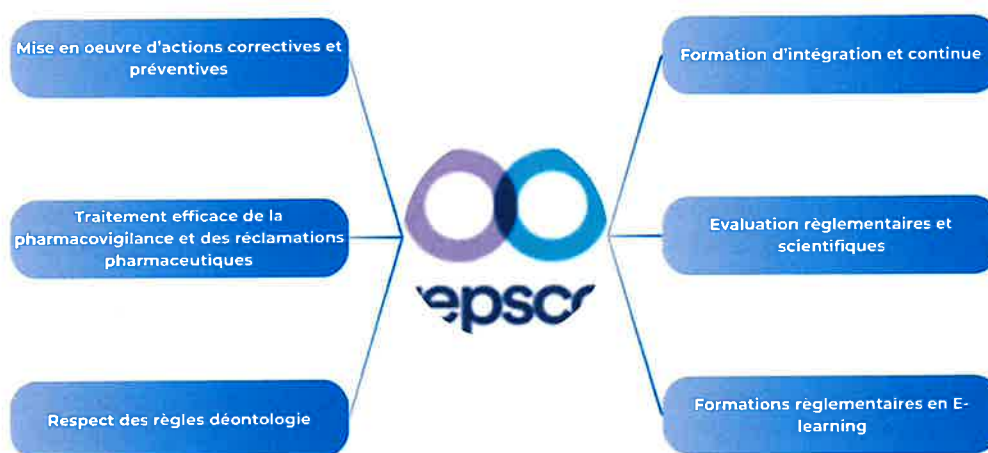 Mise en oeuvre d'actions correctives et
préventives
Traitement efficace de la
pharmacovigilance et des réclamations
pharmaceutiques
Respect des règles déontologie
epsco
Formation d'intégration et continue
Evaluation règlementaires et
scientifiques
Formations règlementaires en E-
learning